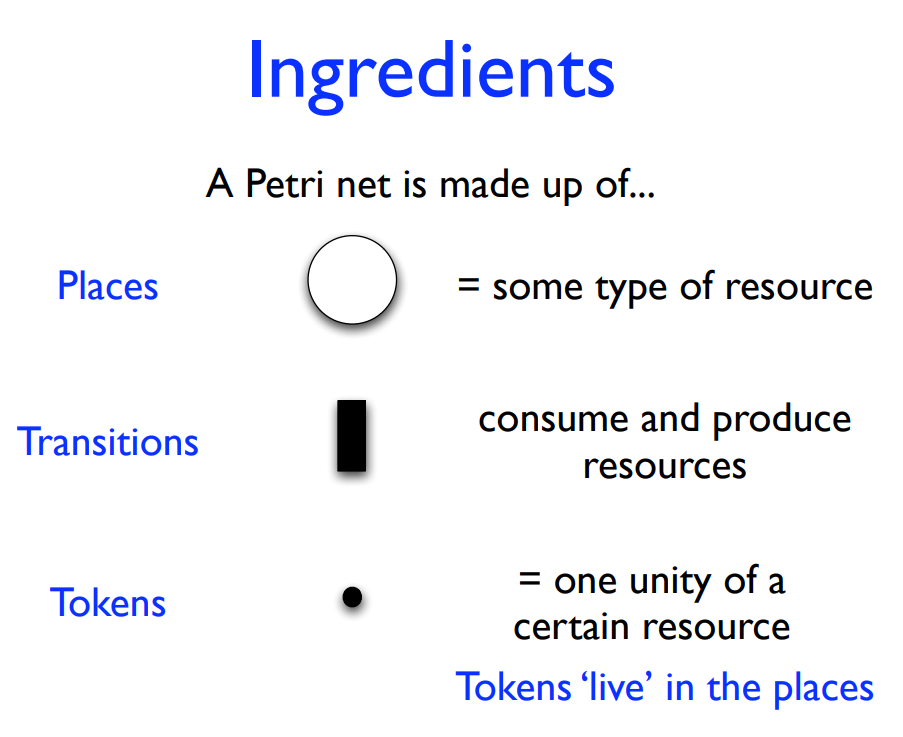 Ingredients
A Petri net is made up of...
Places
= some type of resource
Transitions
consume and produce
resources
Tokens
= one unity of a
certain resource
Tokens ‘live’ in the places